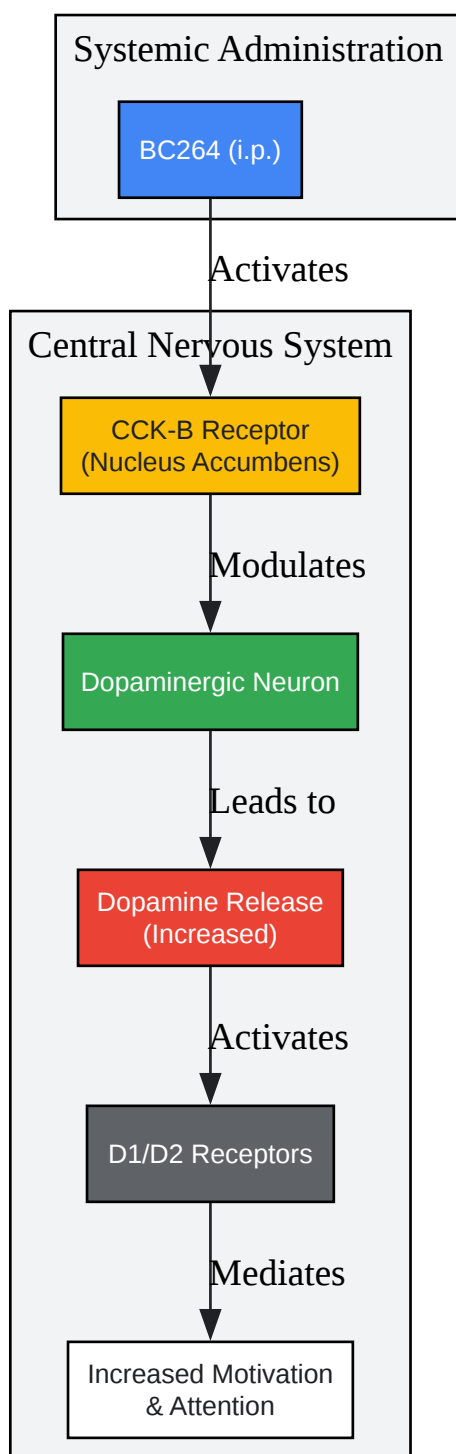 Systemic Administration
BC264 (i.p.)
Activates
Central Nervous System
CCK-B Receptor
(Nucleus Accumbens)
Modulates
Dopaminergic Neuron
Leads to
Dopamine Release
(Increased)
Activates
D1/D2 Receptors
Mediates
Increased Motivation
& Attention